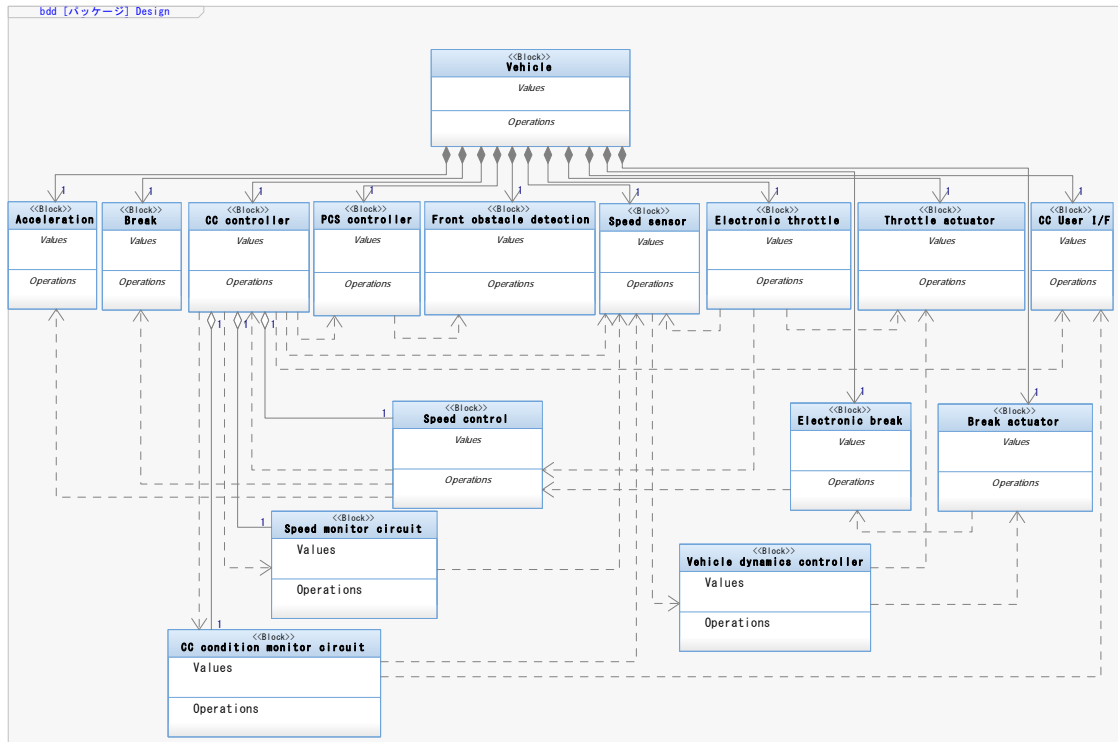 bdd [パッケージ] Design
<<Block>>
Vehicle
Values
Operations
1 1 1 1 1 1 1 1 1
<<Block>>
Acceleration
Values
Operations
<<Block>>
Break
Values
Operations
<<Block>>
CC controller
Values
Operations
<<Block>>
PCS controller
Values
Operations
<<Block>>
Front obstacle detection
Values
Operations
<<Block>>
Speed sensor
Values
Operations
<<Block>>
Electronic throttle
Values
Operations
<<Block>>
Throttle actuator
Values
Operations
<<Block>>
CC User I/F
Values
Operations
1 1 1
1 1
1
<<Block>>
Speed control
Values
Operations
<<Block>>
Electronic break
Values
Operations
<<Block>>
Break actuator
Values
Operations
1
<<Block>>
Speed monitor circuit
Values
Operations
<<Block>>
Vehicle dynamics controller
Values
Operations
1
<<Block>>
CC condition monitor circuit
Values
Operations